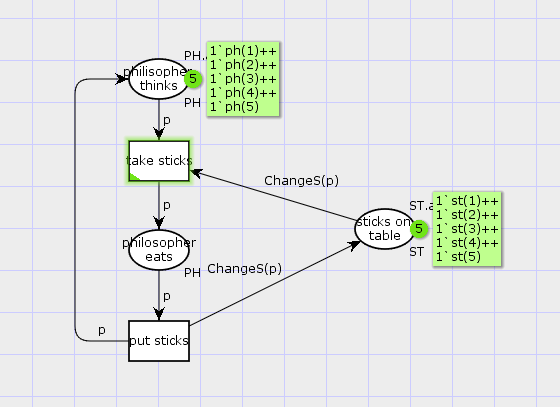 PH.
philisopher
thinks
5
PH
1`ph(1)++
1`ph(2)++
1`ph(3)++
1`ph(4)++
1`ph(5)
p
take sticks
ChangeS(p)
p
ST.a
sticks on
table
5
ST
1`st(1)++
1`st(2)++
1`st(3)++
1`st(4)++
1`st(5)
philosopher
eats
PH
ChangeS(p)
p
p
put sticks